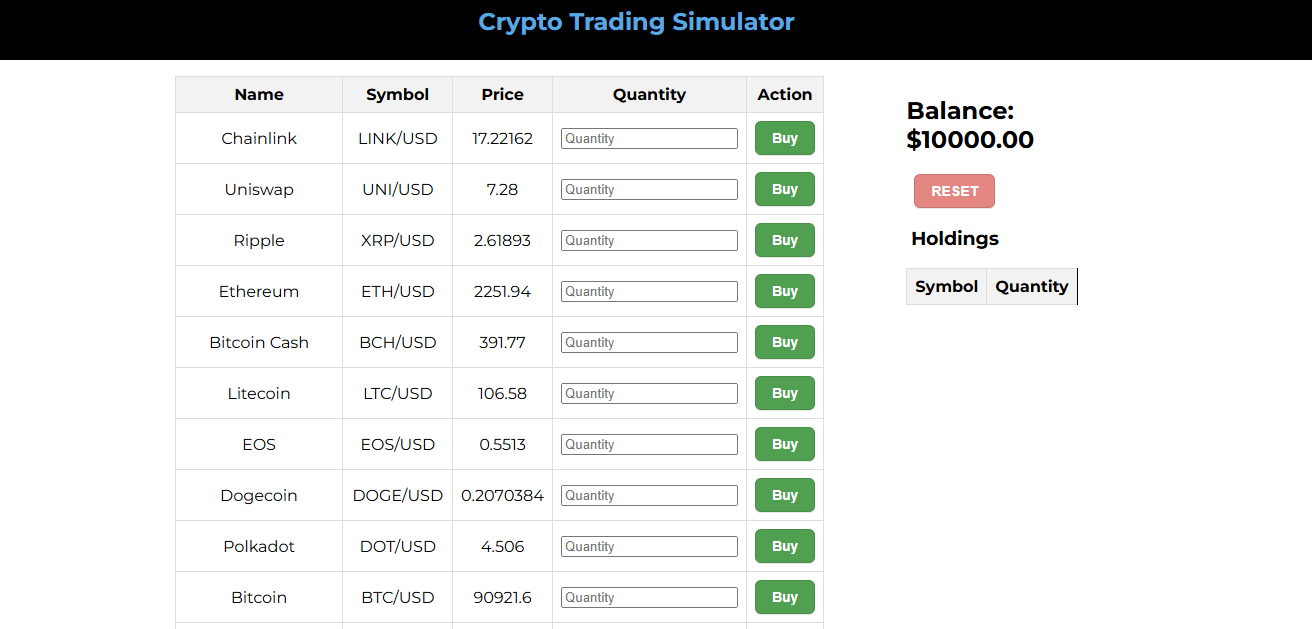 Crypto Trading Simulator
Name Symbol Price Quantity Action
Chainlink LINK/USD 17.22162 Quantity Buy
Uniswap UNI/USD 7.28 Quantity Buy
Ripple XRP/USD 2.61893 Quantity Buy
Ethereum ETH/USD 2251.94 Quantity Buy
Bitcoin Cash BCH/USD 391.77 Quantity Buy
Litecoin LTC/USD 106.58 Quantity Buy
EOS EOS/USD 0.5513 Quantity Buy
Dogecoin DOGE/USD 0.2070384 Quantity Buy
Polkadot DOT/USD 4.506 Quantity Buy
Bitcoin BTC/USD 90921.6 Quantity Buy
Balance:
$10000.00
RESET
Holdings
Symbol Quantity